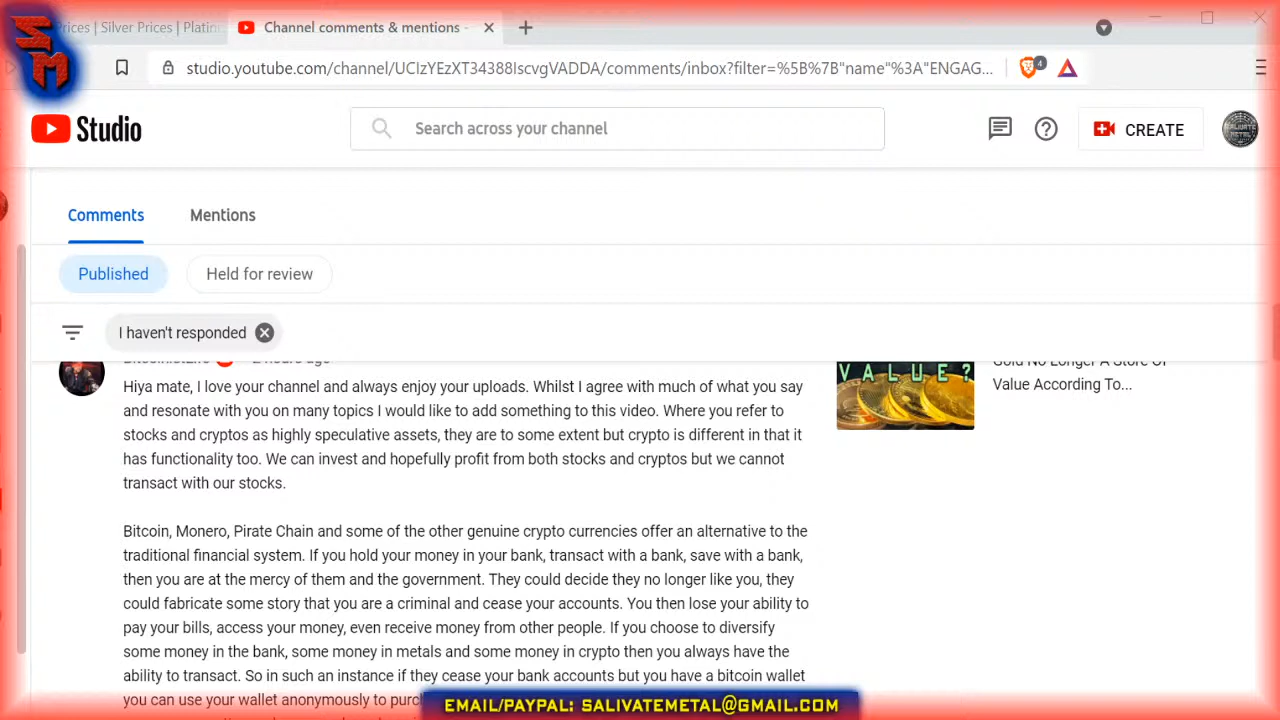 SM
Prices | Silver Prices | Platin
Channel comments & mentions -
studio.youtube.com/channel/UCIzYEzXT34388IscvgVADDA/comments/inbox?filter=%5B%7B"name"%3A"ENGAG...
4
Studio
Search across your channel
CREATE
Comments
Mentions
Published
Held for review
I haven't responded
2 hours ago
Hiya mate, I love your channel and always enjoy your uploads. Whilst I agree with much of what you say
and resonate with you on many topics I would like to add something to this video. Where you refer to
stocks and cryptos as highly speculative assets, they are to some extent but crypto is different in that it
has functionality too. We can invest and hopefully profit from both stocks and cryptos but we cannot
transact with our stocks.
Bitcoin, Monero, Pirate Chain and some of the other genuine crypto currencies offer an alternative to the
traditional financial system. If you hold your money in your bank, transact with a bank, save with a bank,
then you are at the mercy of them and the government. They could decide they no longer like you, they
could fabricate some story that you are a criminal and cease your accounts. You then lose your ability to
pay your bills, access your money, even receive money from other people. If you choose to diversify
some money in the bank, some money in metals and some money in crypto then you always have the
ability to transact. So in such an instance if they cease your bank accounts but you have a bitcoin wallet
you can use your wallet anonymously to purc
VALUE?
Gold No Longer A Store Of
Value According To...
EMAIL/PAYPAL: SALIVATEMETAL@GMAIL.COM